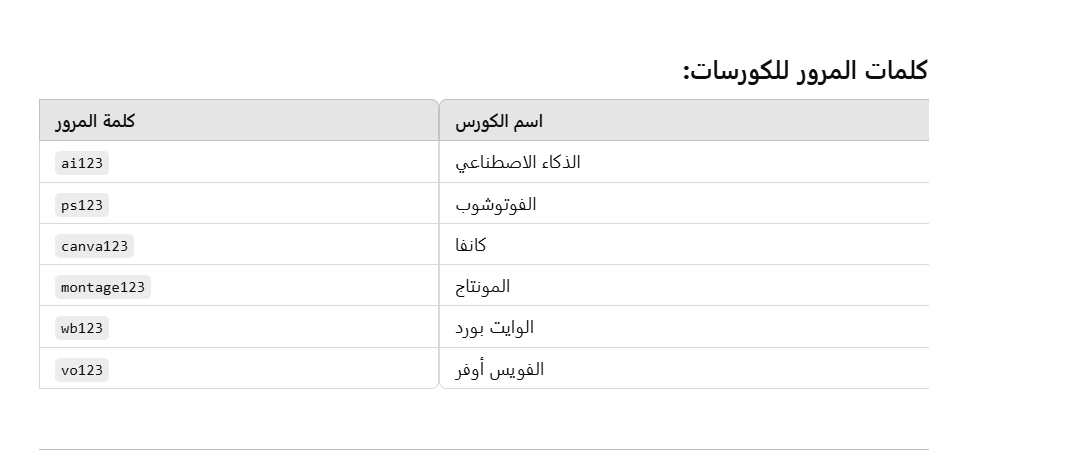 كلمات المرور للكورسات:
اسم الكورس كلمة المرور
الذكاء الاصطناعي ai123
الفوتوشوب ps123
كانفا canva123
المونتاج montage123
الوايت بورد wb123
الفويس أوفر vo123